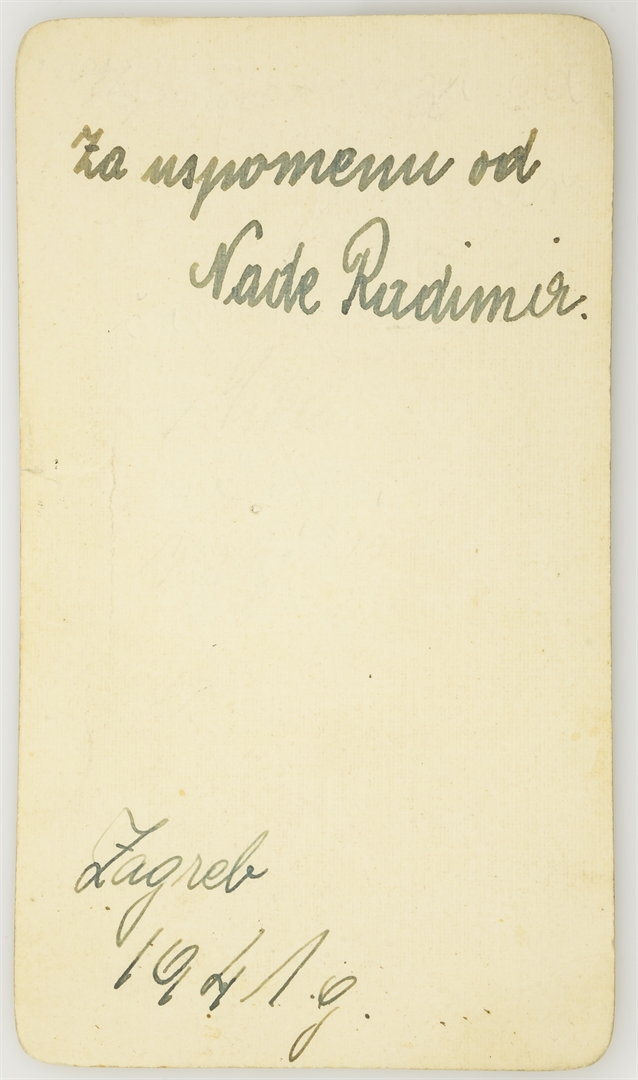 Za uspomenu od
Nade Radimir.
Zagreb
1941 g.